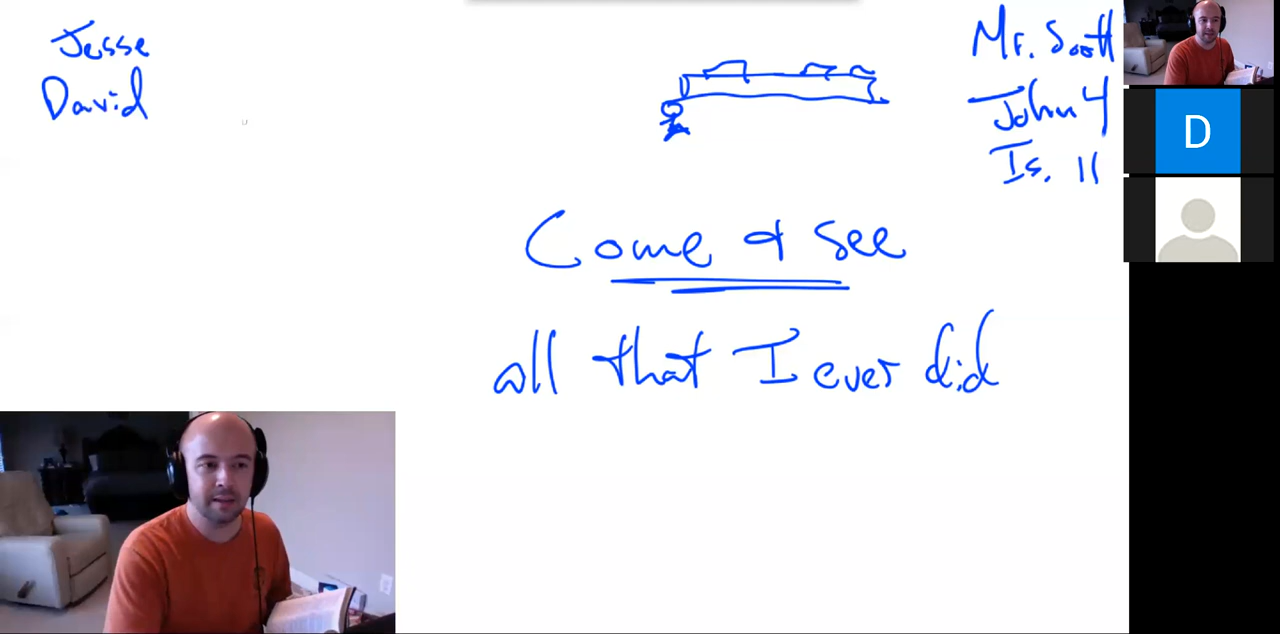 Jesse
David
Mr. Scott
John 4
Is. 11
Come & see
all that I ever did
D